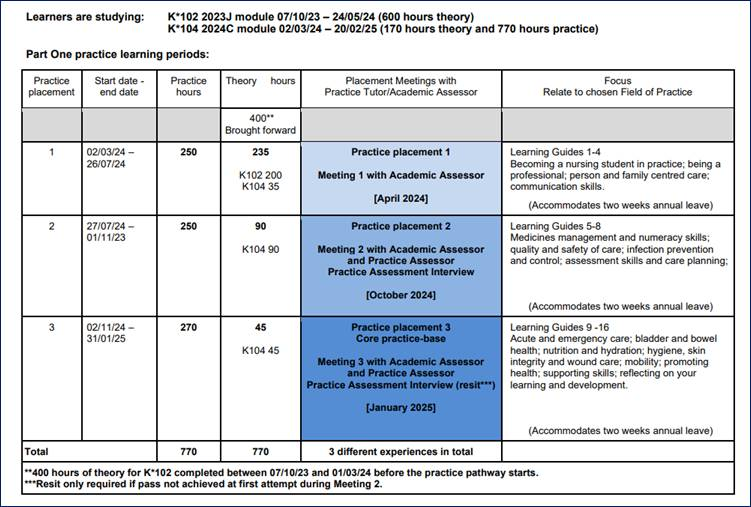 Learners are studying: K*102 2023J module 07/10/23 – 24/05/24 (600 hours theory)
K*104 2024C module 02/03/24 – 20/02/25 (170 hours theory and 770 hours practice)
Part One practice learning periods:
Practice placement
Start date - end date
Practice hours
Theory hours
Placement Meetings with
Practice Tutor/Academic Assessor
Focus
Relate to chosen Field of Practice
400**
Brought forward
1
02/03/24 –
26/07/24
250
235
K102 200
K104 35
Practice placement 1
Meeting 1 with Academic Assessor
[April 2024]
Learning Guides 1-4
Becoming a nursing student in practice; being a
professional; person and family centred care;
communication skills.
(Accommodates two weeks annual leave)
2
27/07/24 –
01/11/23
250
90
K104 90
Practice placement 2
Meeting 2 with Academic Assessor
and Practice Assessor
Practice Assessment Interview
[October 2024]
Learning Guides 5-8
Medicines management and numeracy skills;
quality and safety of care; infection prevention
and control; assessment skills and care planning;
(Accommodates two weeks annual leave)
3
02/11/24 –
31/01/25
270
45
K104 45
Practice placement 3
Core practice-base
Meeting 3 with Academic Assessor
and Practice Assessor
Practice Assessment Interview (resit***)
[January 2025]
Learning Guides 9 -16
Acute and emergency care; bladder and bowel
health; nutrition and hydration; hygiene, skin
integrity and wound care; mobility; promoting
health; supporting skills; reflecting on your
learning and development.
(Accommodates two weeks annual leave)
Total 770 770 3 different experiences in total
**400 hours of theory for K*102 completed between 07/10/23 and 01/03/24 before the practice pathway starts.
***Resit only required if pass not achieved at first attempt during Meeting 2.